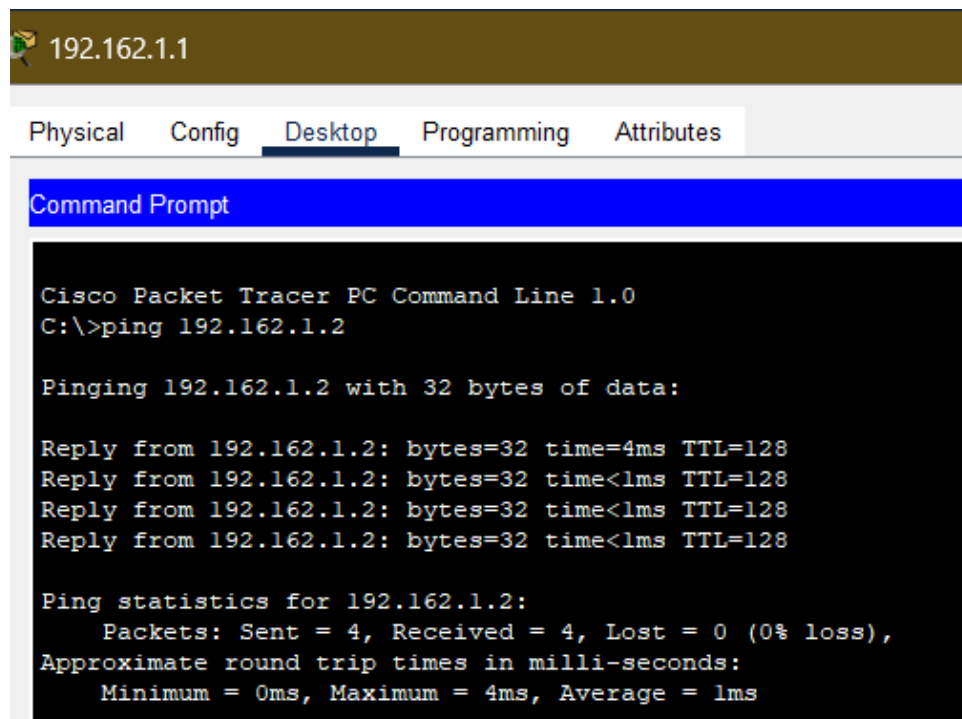 192.162.1.1
Physical Config Desktop Programming Attributes
Command Prompt
Cisco Packet Tracer PC Command Line 1.0
C:\>ping 192.162.1.2
Pinging 192.162.1.2 with 32 bytes of data:
Reply from 192.162.1.2: bytes=32 time=4ms TTL=128
Reply from 192.162.1.2: bytes=32 time<1ms TTL=128
Reply from 192.162.1.2: bytes=32 time<1ms TTL=128
Reply from 192.162.1.2: bytes=32 time<1ms TTL=128
Ping statistics for 192.162.1.2:
Packets: Sent = 4, Received = 4, Lost = 0 (0% loss),
Approximate round trip times in milli-seconds:
Minimum = 0ms, Maximum = 4ms, Average = 1ms